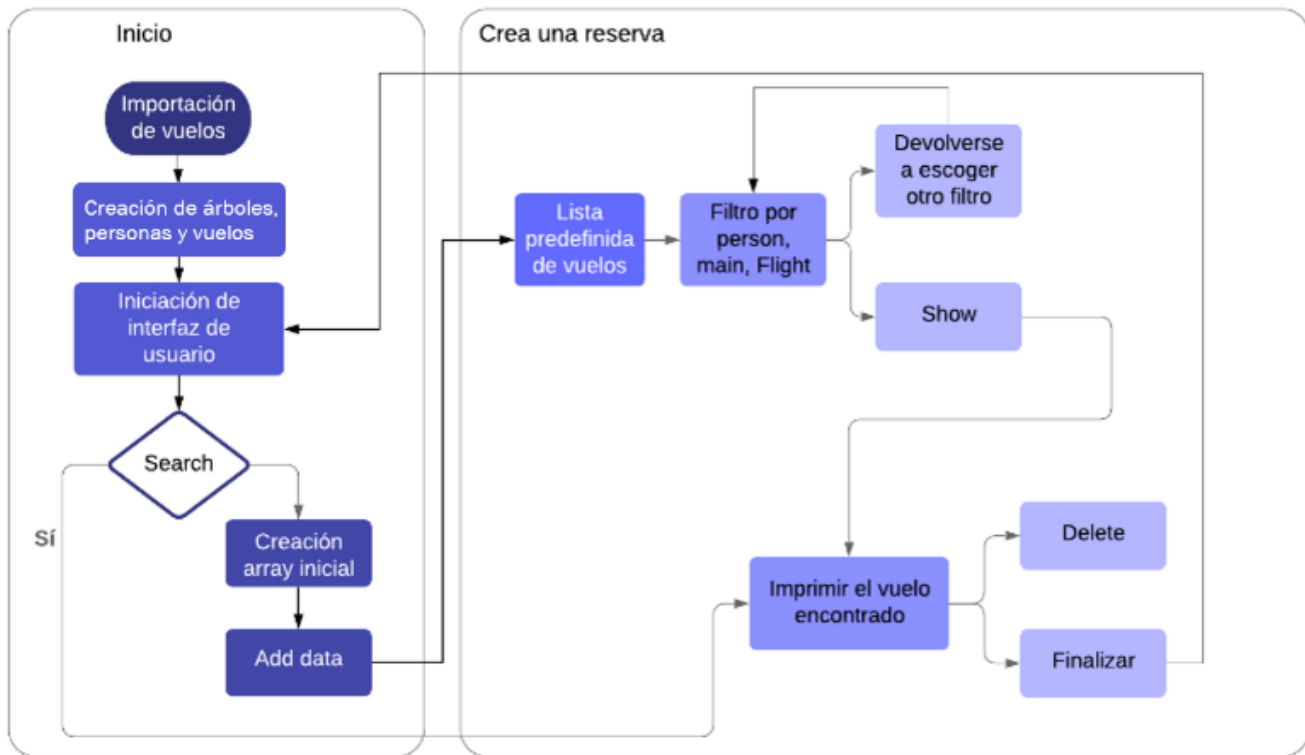 Inicio
Importación
de vuelos
Creación de árboles,
personas y vuelos
Iniciación de
interfaz de
usuario
Search
Sí
Creación
array inicial
Add data
Crea una reserva
Lista
predefinida
de vuelos
Filtro por
person,
main, Flight
Devolverse
a escoger
otro filtro
Show
Imprimir el vuelo
encontrado
Delete
Finalizar